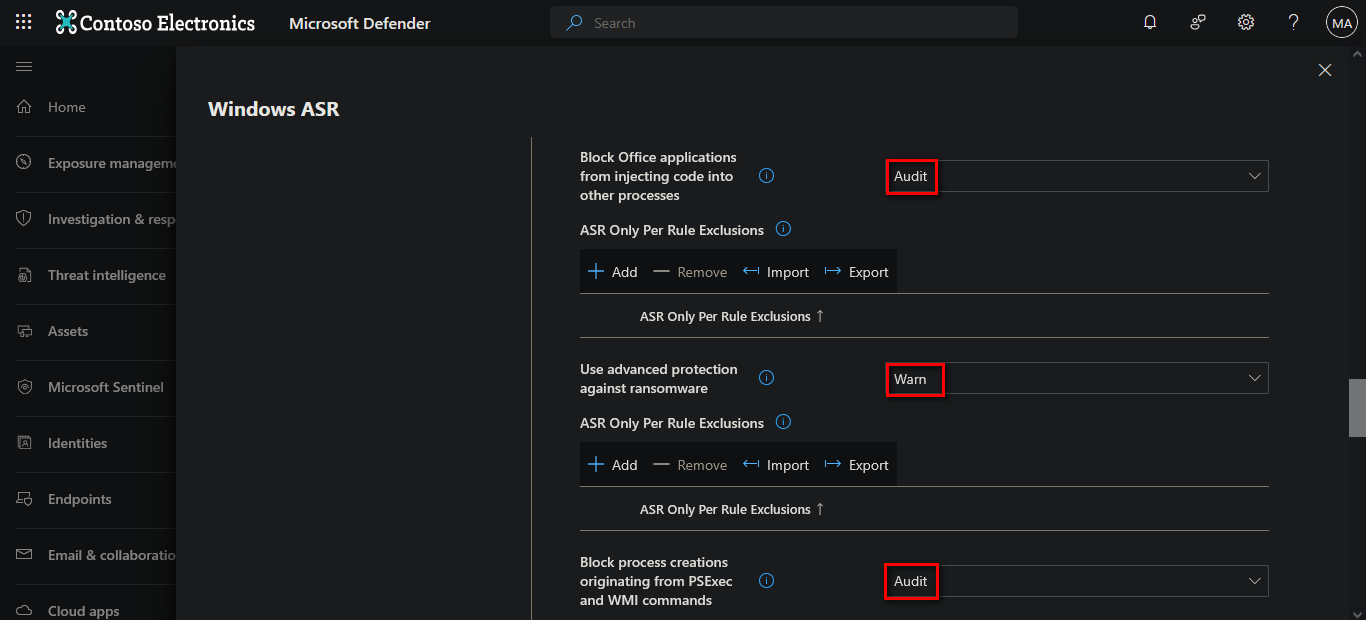 Contoso Electronics
Microsoft Defender
Search
MA
Home
Exposure manageme
Investigation & resp
Threat intelligence
Assets
Microsoft Sentinel
Identities
Endpoints
Email & collaboratio
Cloud apps
Windows ASR
Block Office applications
from injecting code into
other processes
Audit
ASR Only Per Rule Exclusions
Add Remove Import Export
ASR Only Per Rule Exclusions ↑
Use advanced protection
against ransomware
Warn
ASR Only Per Rule Exclusions
Add Remove Import Export
ASR Only Per Rule Exclusions ↑
Block process creations
originating from PSExec
and WMI commands
Audit